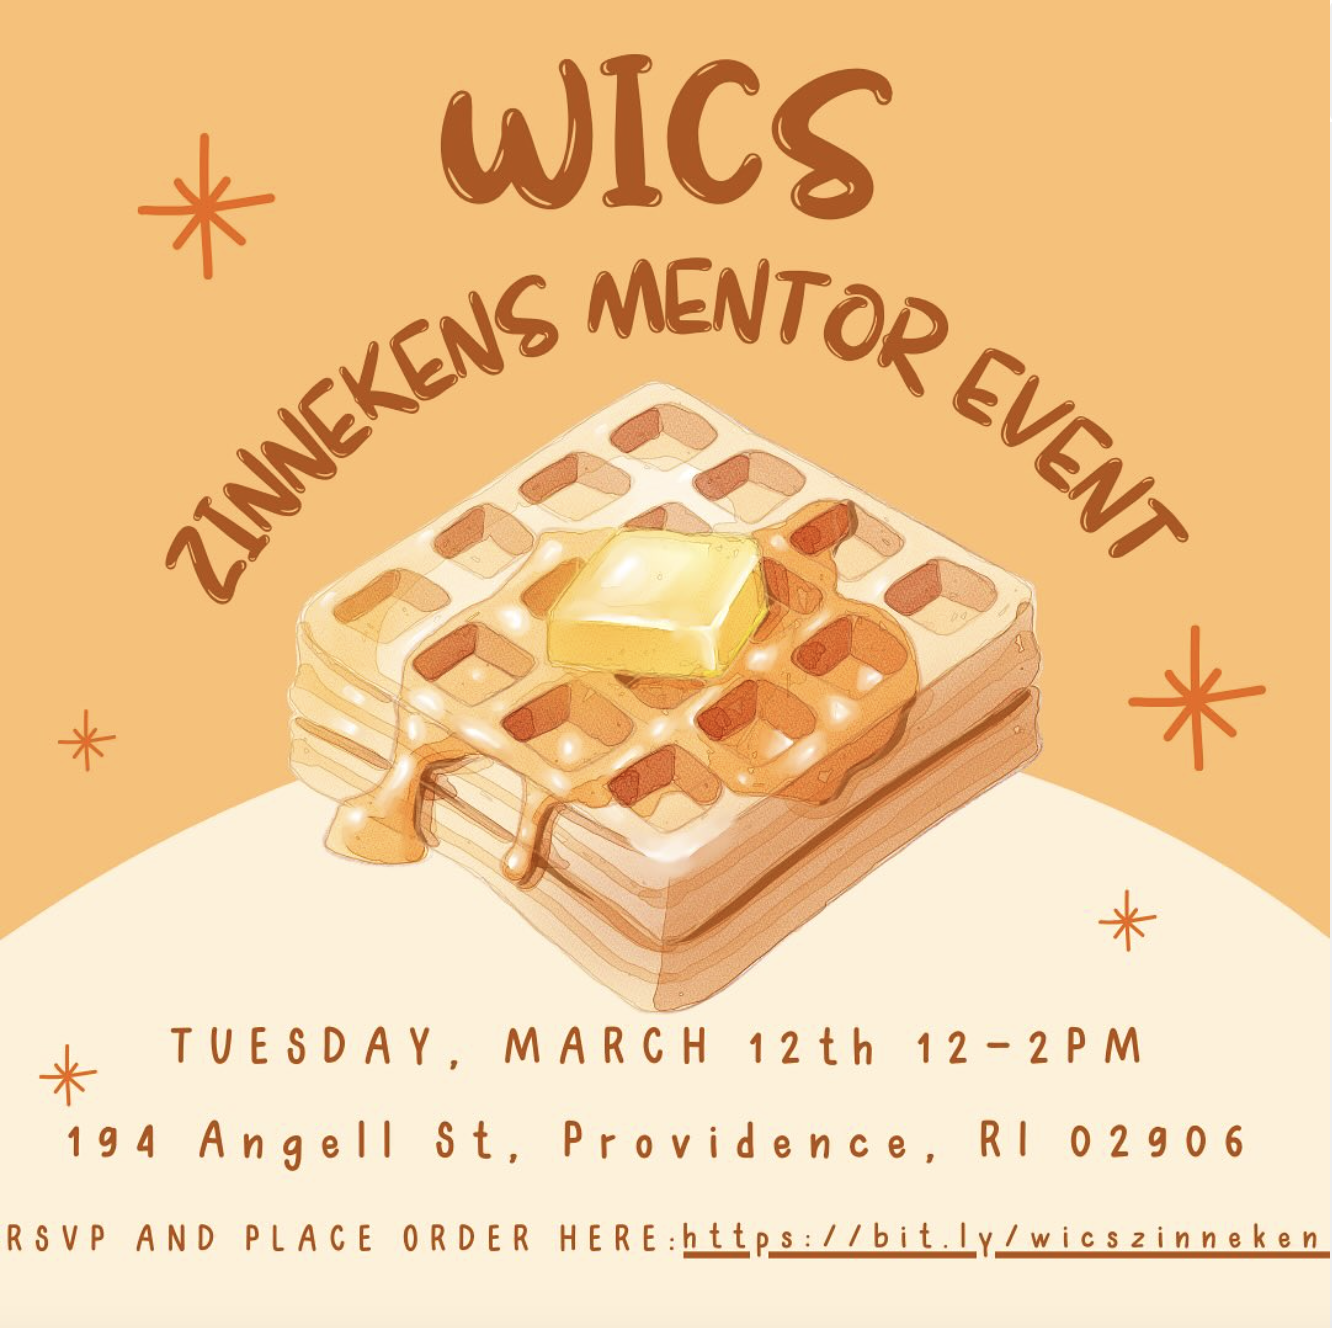 WICS
ZINNEKENS MENTOR EVENT
TUESDAY, MARCH 12th 12-2PM
194 Angell St, Providence, RI 02906
RSVP AND PLACE ORDER HERE:https://bit.ly/wicszinneken